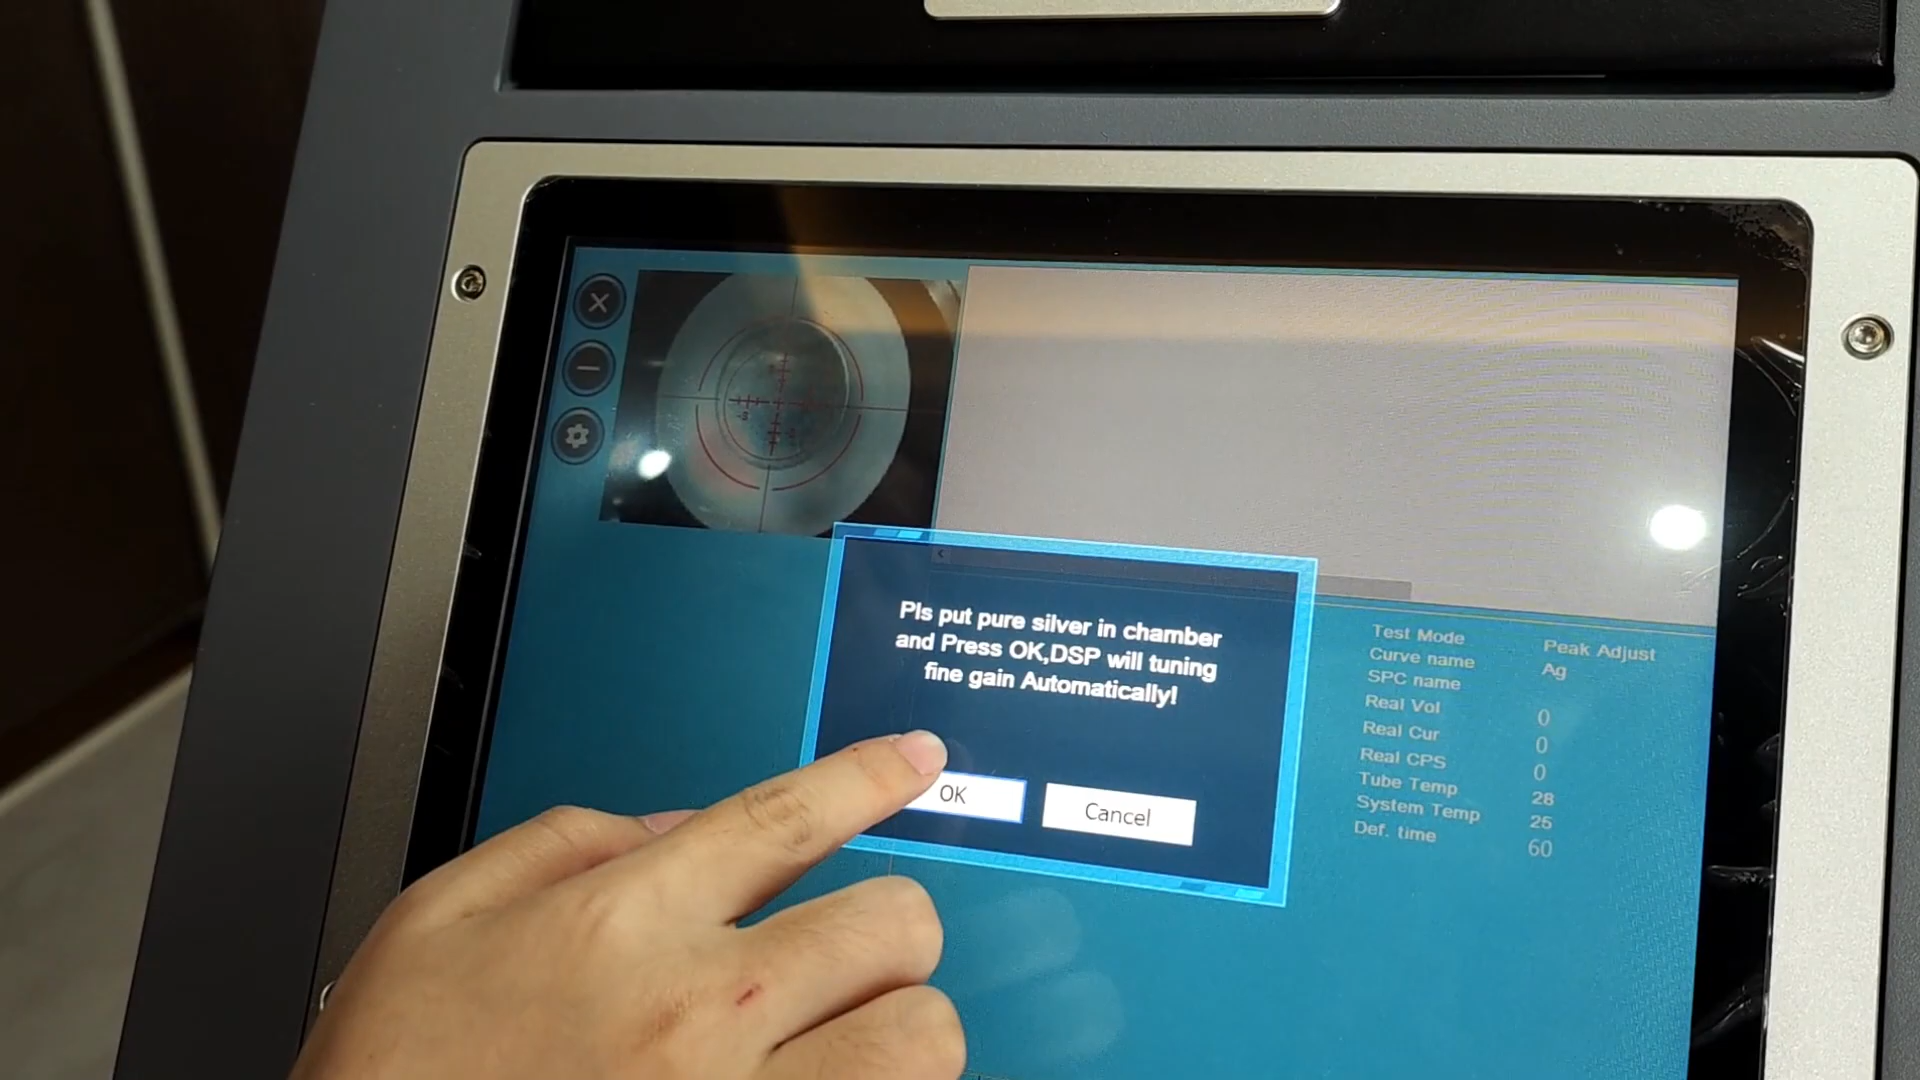 Pls put pure silver in chamber
and Press OK,DSP will tuning
fine gain Automatically!
OK
Cancel
Test Mode Peak Adjust
Curve name Ag
SPC name
Real Vol 0
Real Cur 0
Real CPS 0
Tube Temp 28
System Temp 25
Def. time 60